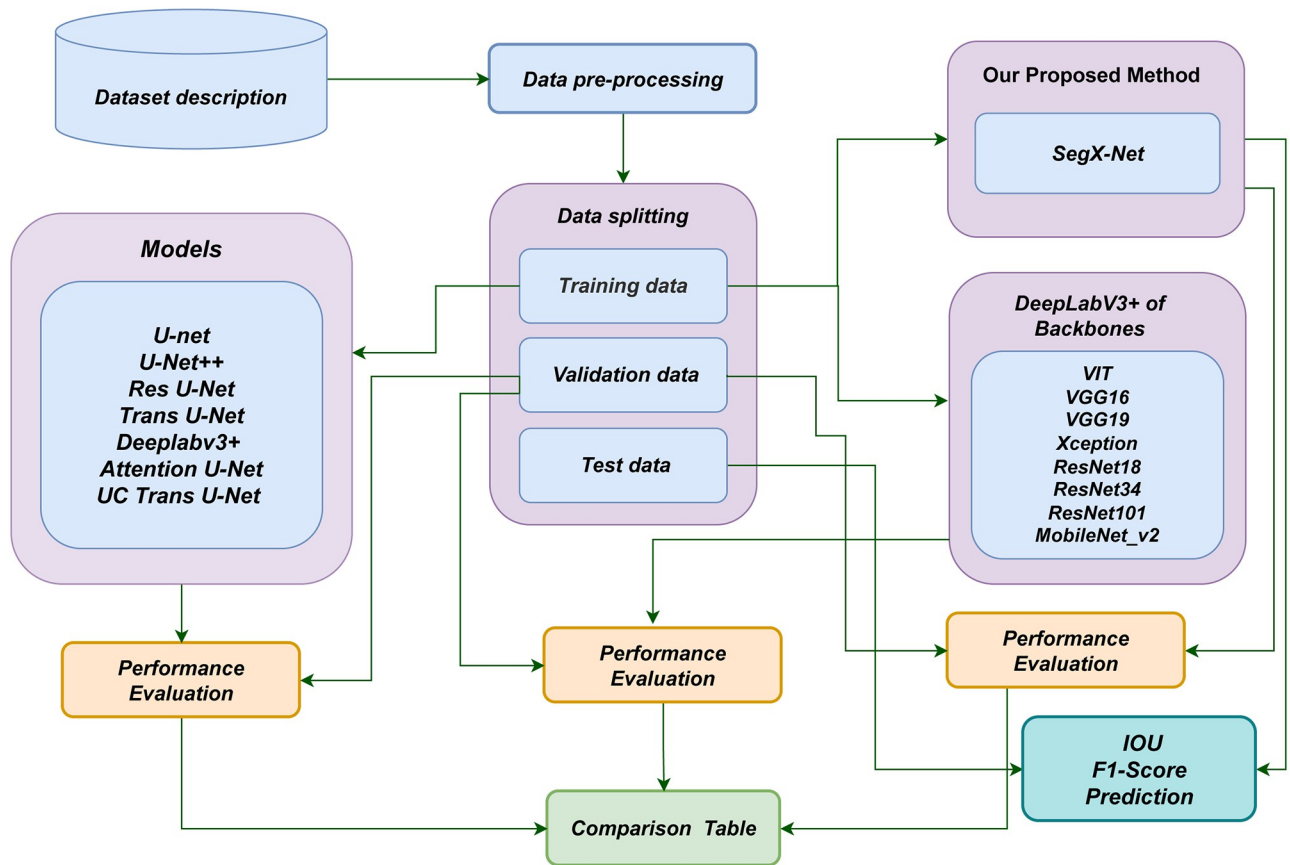 Dataset description
Data pre-processing
Our Proposed Method
SegX-Net
Data splitting
Training data
Validation data
Test data
Models
U-net
U-Net++
Res U-Net
Trans U-Net
Deeplabv3+
Attention U-Net
UC Trans U-Net
DeepLabV3+ of
Backbones
VIT
VGG16
VGG19
Xception
ResNet18
ResNet34
ResNet101
MobileNet_v2
Performance
Evaluation
Performance
Evaluation
Performance
Evaluation
IOU
F1-Score
Prediction
Comparison Table